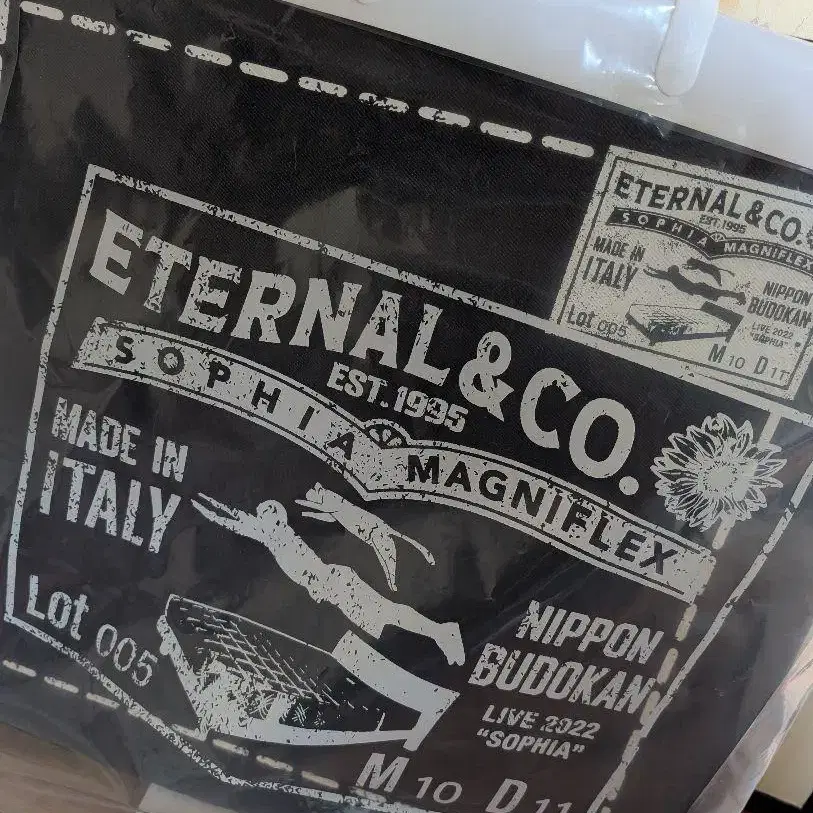 ETERNAL & CO.
EST. 1995
SOPHIA MAGNIFLEX
MADE IN
ITALY
NIPPON
BUDOKAN
LIVE 2022
"SOPHIA"
Lot 005
M 10 D 11
ETERNAL & CO.
EST. 1995
SOPHIA MAGNIFLEX
MADE IN
ITALY
Lot 005
NIPPON
BUDOKAN
LIVE 2022
"SOPHIA"
M 10 D 11